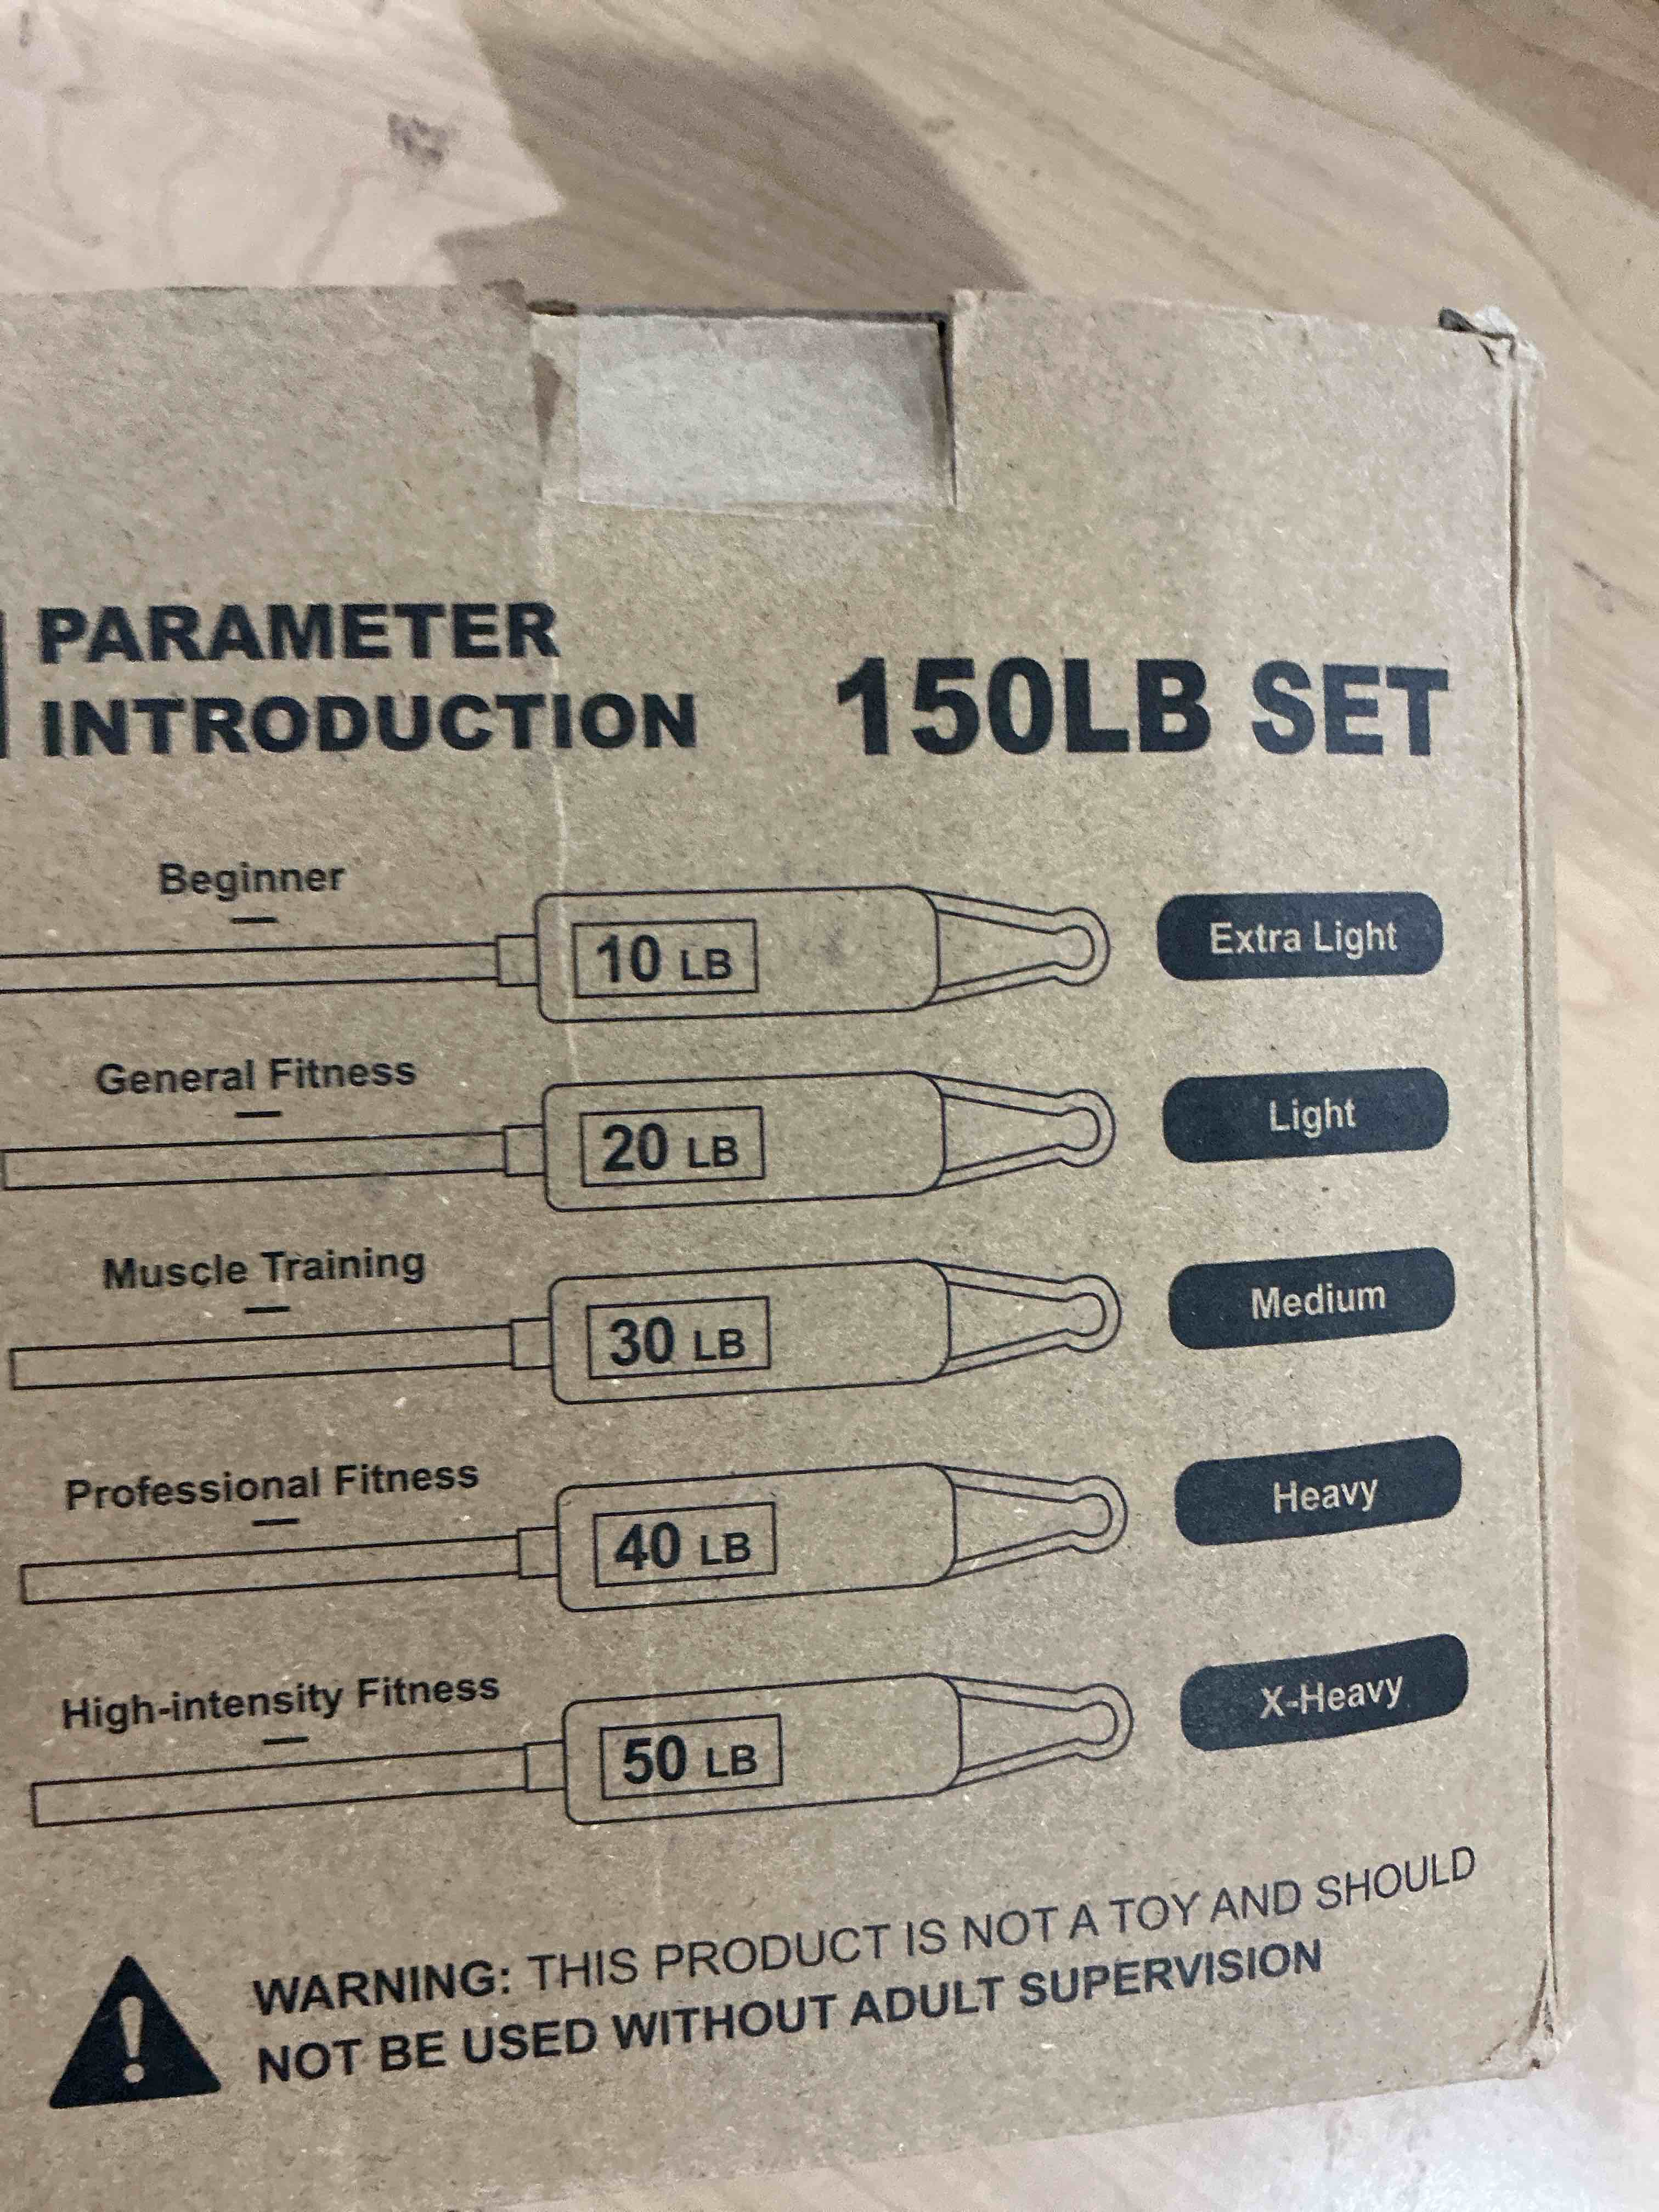 PARAMETER
INTRODUCTION
150LB SET
Beginner
10 LB
Extra Light
General Fitness
20 LB
Light
Muscle Training
30 LB
Medium
Professional Fitness
40 LB
Heavy
High-intensity Fitness
50 LB
X-Heavy
WARNING: THIS PRODUCT IS NOT A TOY AND SHOULD
NOT BE USED WITHOUT ADULT SUPERVISION